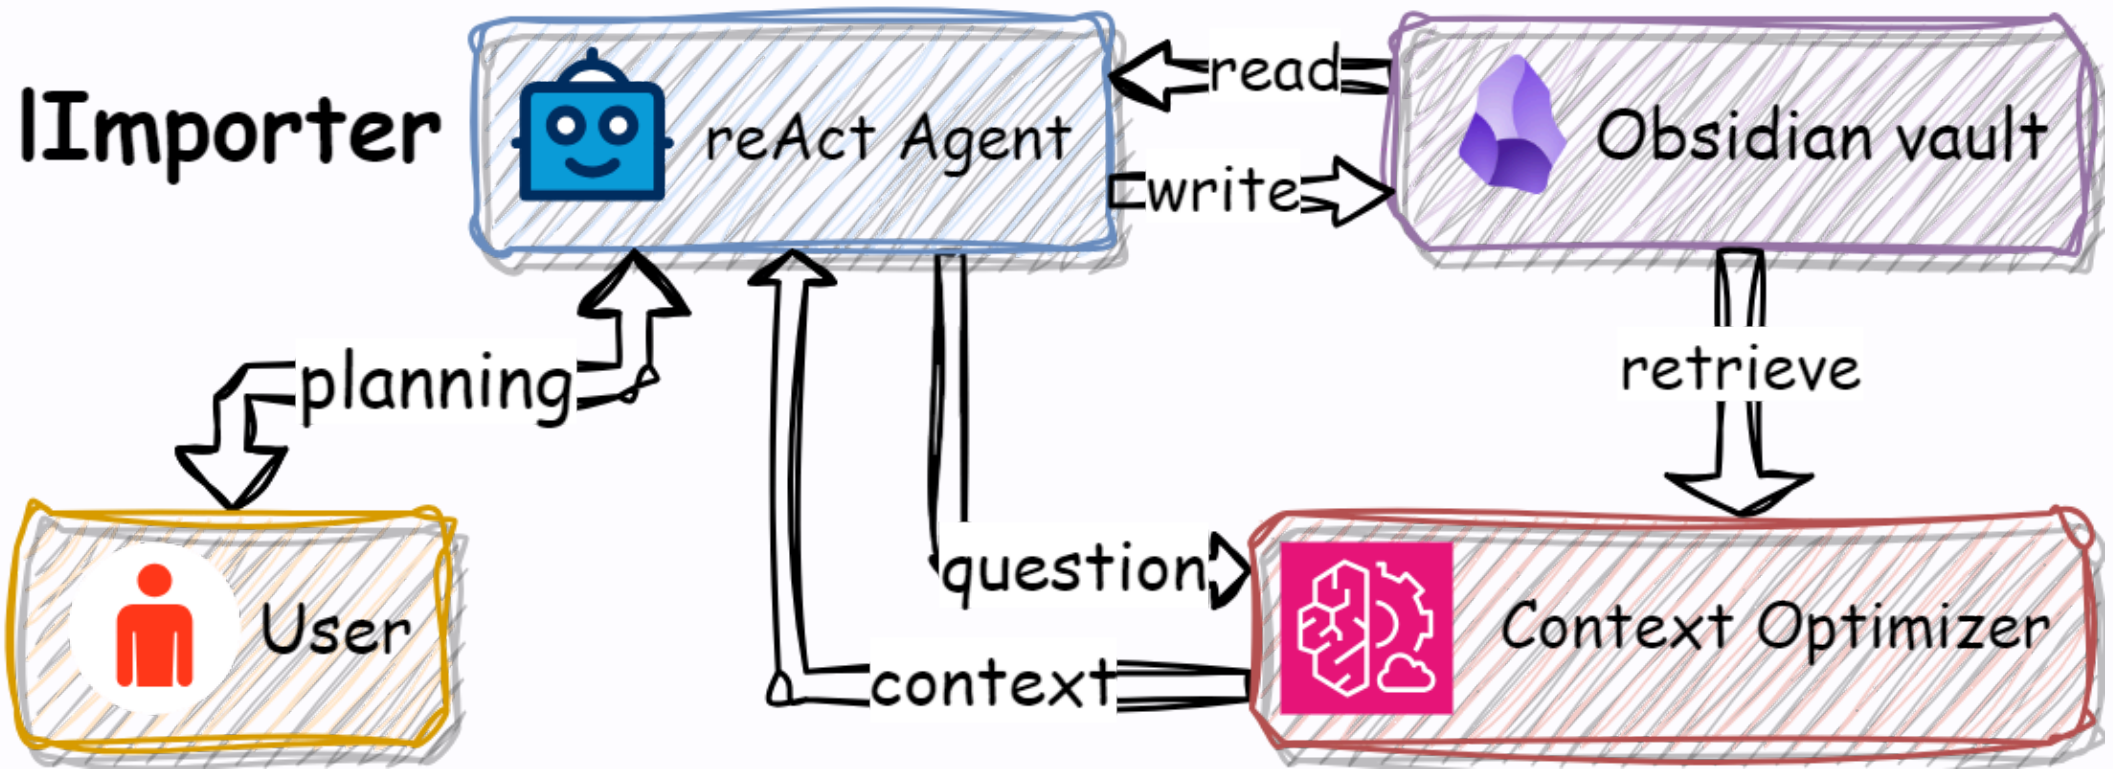 lImporter
reAct Agent
read
write
Obsidian vault
planning
retrieve
question
context
User
Context Optimizer